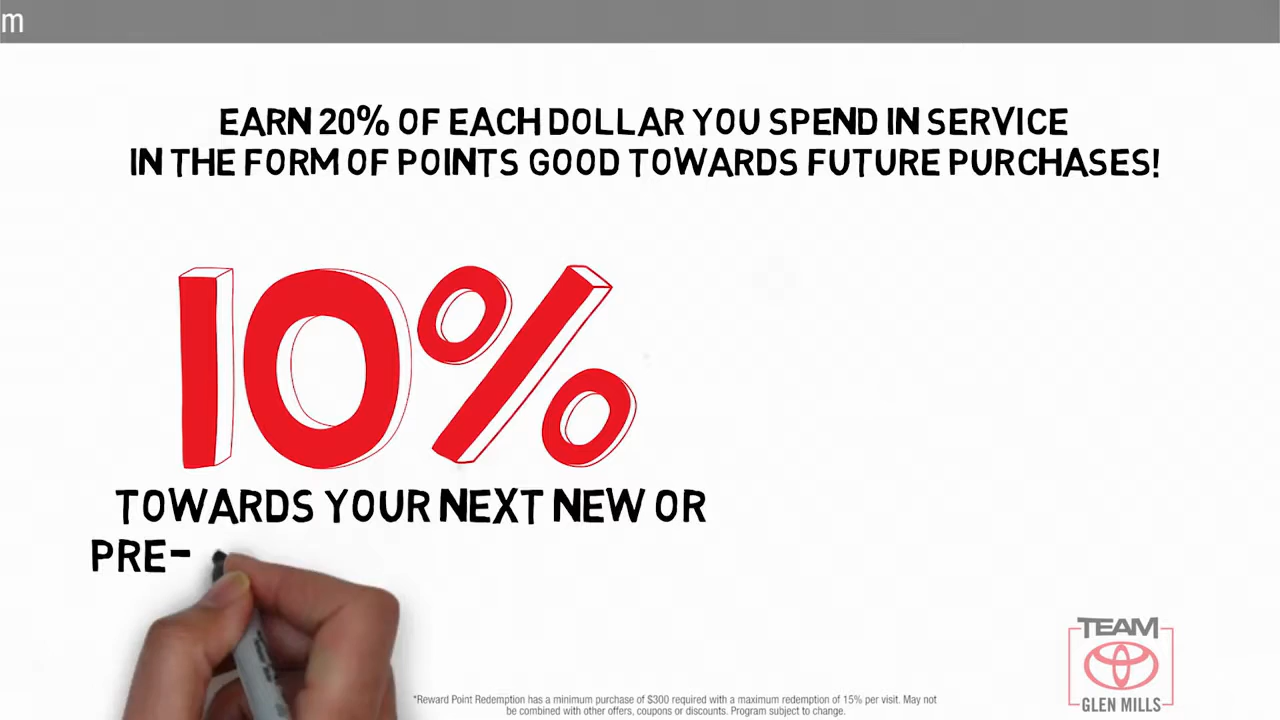 m
EARN 20% OF EACH DOLLAR YOU SPEND IN SERVICE
IN THE FORM OF POINTS GOOD TOWARDS FUTURE PURCHASES!
10%
TOWARDS YOUR NEXT NEW OR
PRE-
TEAM
GLEN MILLS
*Reward Point Redemption has a minimum purchase of $300 required with a maximum redemption of 15% per visit. May not
be combined with other offers, coupons or discounts. Program subject to change.